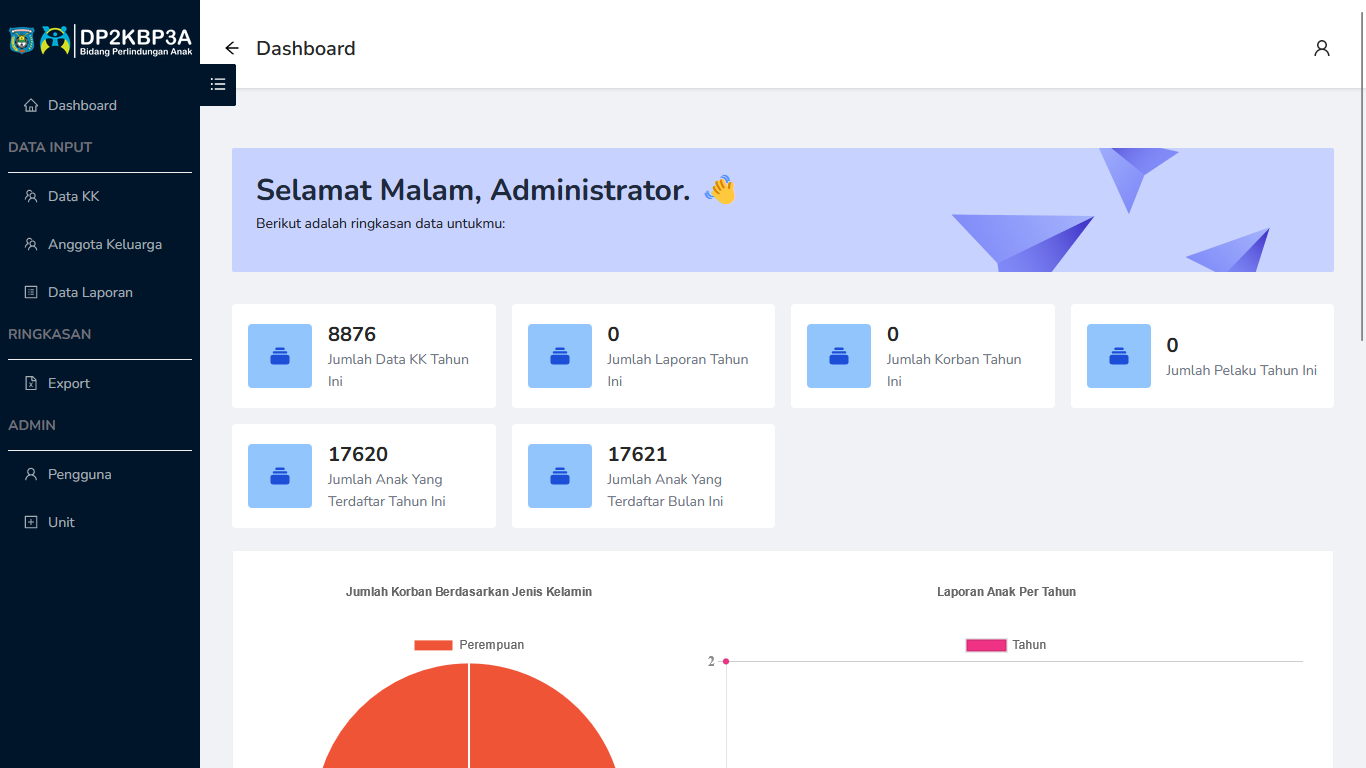 DP2KBP3A
Bidang Perlindungan Anak
Dashboard
Dashboard
DATA INPUT
Data KK
Anggota Keluarga
Data Laporan
RINGKASAN
Export
ADMIN
Pengguna
Unit
Selamat Malam, Administrator. 👋
Berikut adalah ringkasan data untukmu:
8876
Jumlah Data KK Tahun
Ini
0
Jumlah Laporan Tahun
Ini
0
Jumlah Korban Tahun
Ini
0
Jumlah Pelaku Tahun Ini
17620
Jumlah Anak Yang
Terdaftar Tahun Ini
17621
Jumlah Anak Yang
Terdaftar Bulan Ini
Jumlah Korban Berdasarkan Jenis Kelamin
Perempuan
Laporan Anak Per Tahun
Tahun
2